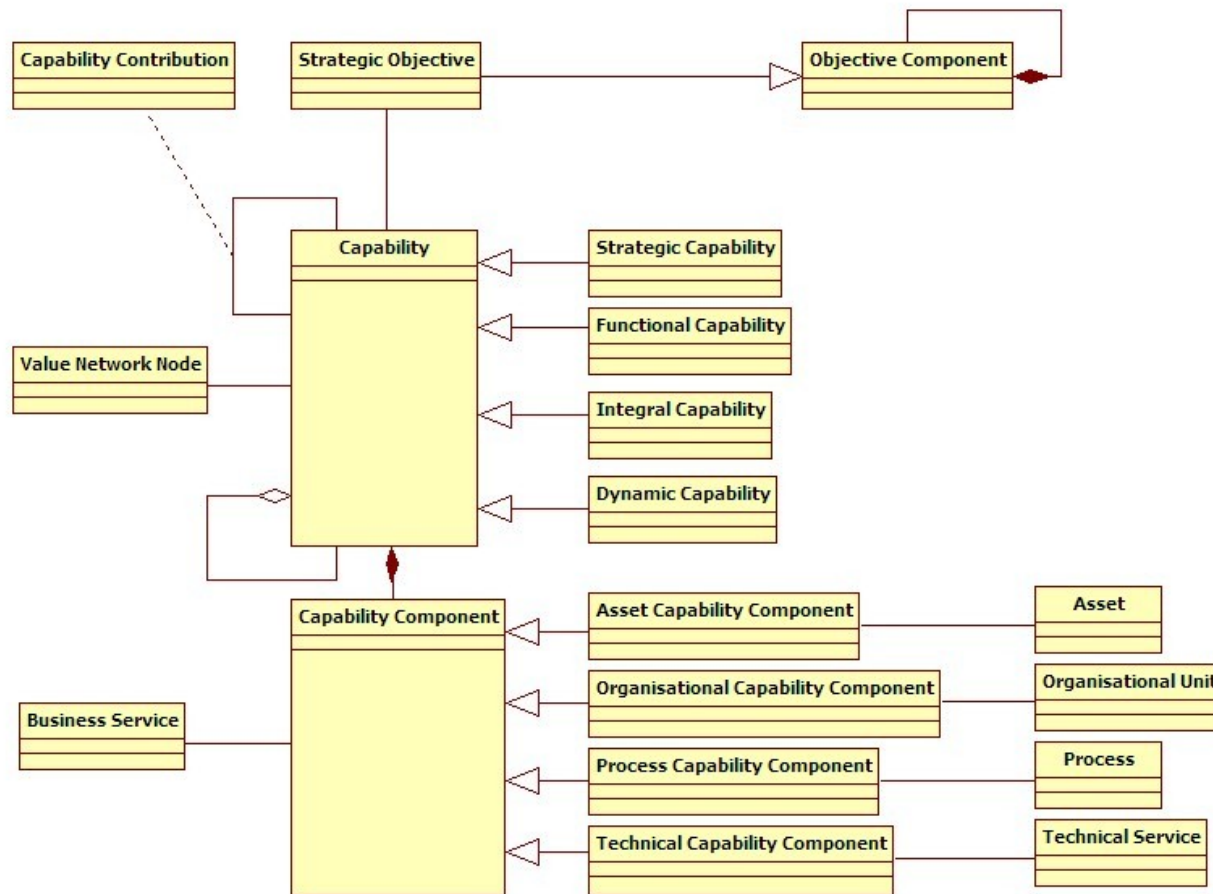 Capability Contribution
Strategic Objective
Objective Component
Capability
Strategic Capability
Functional Capability
Value Network Node
Integral Capability
Dynamic Capability
Capability Component
Asset Capability Component
Asset
Organisational Capability Component
Organisational Unit
Business Service
Process Capability Component
Process
Technical Capability Component
Technical Service